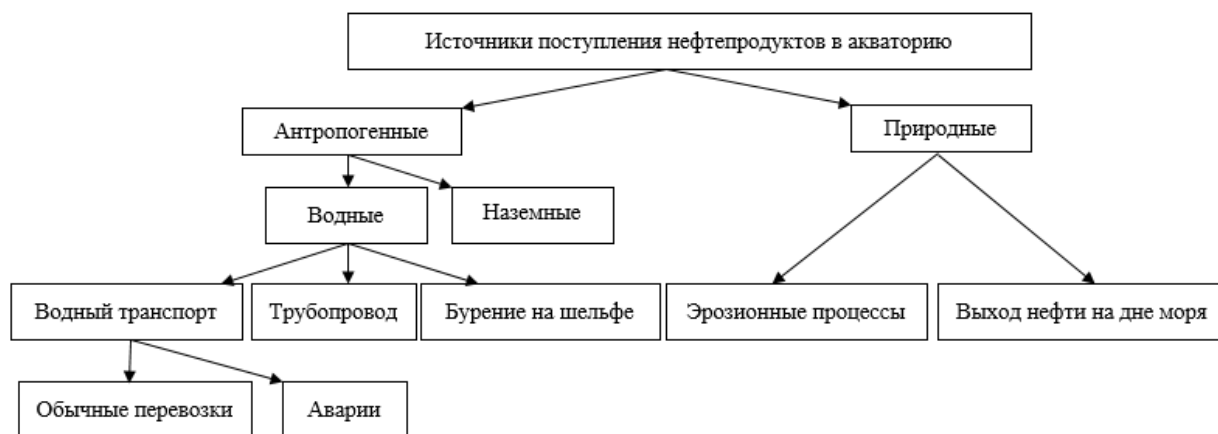 Источники поступления нефтепродуктов в акваторию
Антропогенные
Природные
Водные
Наземные
Водный транспорт
Трубопровод
Бурение на шельфе
Эрозионные процессы
Выход нефти на дне моря
Обычные перевозки
Аварии